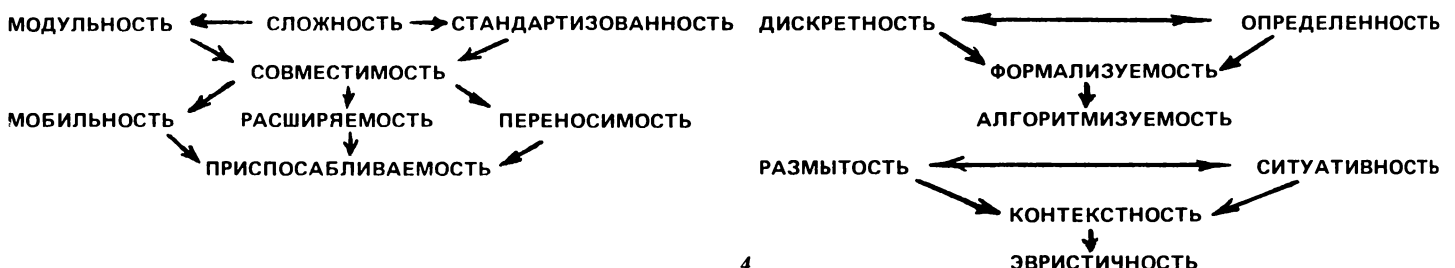 МОДУЛЬНОСТЬ СЛОЖНОСТЬ СТАНДАРТИЗОВАННОСТЬ
СОВМЕСТИМОСТЬ
МОБИЛЬНОСТЬ РАСШИРЯЕМОСТЬ ПЕРЕНОСИМОСТЬ
ПРИСПОСАБЛИВАЕМОСТЬ
ДИСКРЕТНОСТЬ ОПРЕДЕЛЕННОСТЬ
ФОРМАЛИЗУЕМОСТЬ
АЛГОРИТМИЗУЕМОСТЬ
РАЗМЫТОСТЬ СИТУАТИВНОСТЬ
КОНТЕКСТНОСТЬ
ЭВРИСТИЧНОСТЬ
4